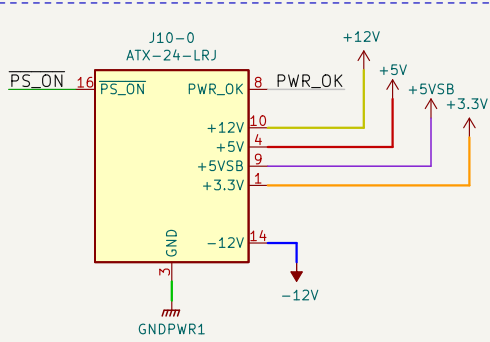 J10-0
ATX-24-LRJ
+12V
+5V
+5VSB
+3.3V
PS_ON 16 PS_ON
PWR_OK 8 PWR_OK
+12V 10
+5V 4
+5VSB 9
+3.3V 1
-12V 14
GND
3
-12V
GNDPWR1